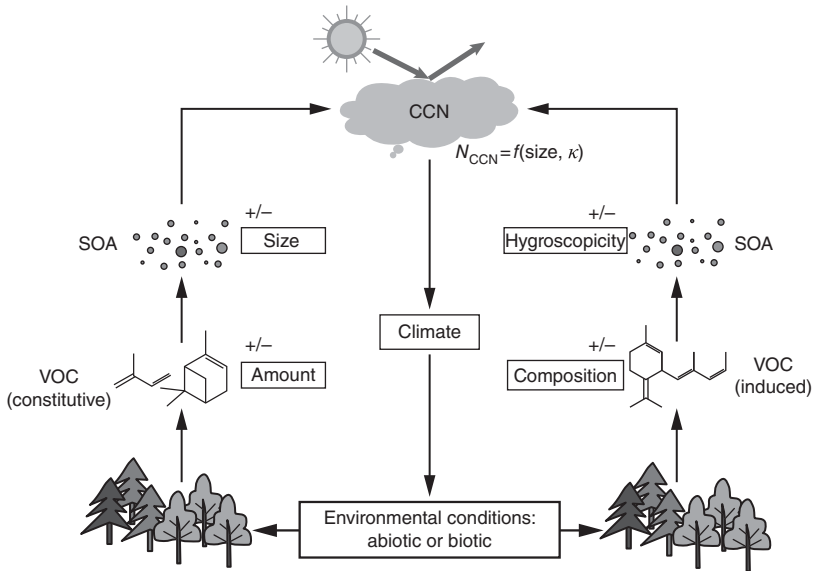 CCN
N_CCN = f(size, κ)
+/–
SOA
Size
+/–
Hygroscopicity
SOA
Climate
+/–
VOC
(constitutive)
Amount
+/–
Composition
VOC
(induced)
Environmental conditions:
abiotic or biotic